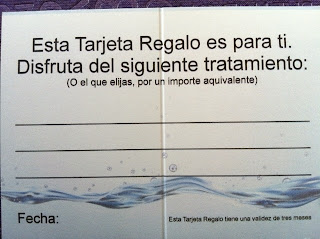 Esta Tarjeta Regalo es para ti.
Disfruta del siguiente tratamiento:
(O el que elijas, por un importe aquivalente)
Fecha:
Esta Tarjeta Regalo tiene una validez de tres mases